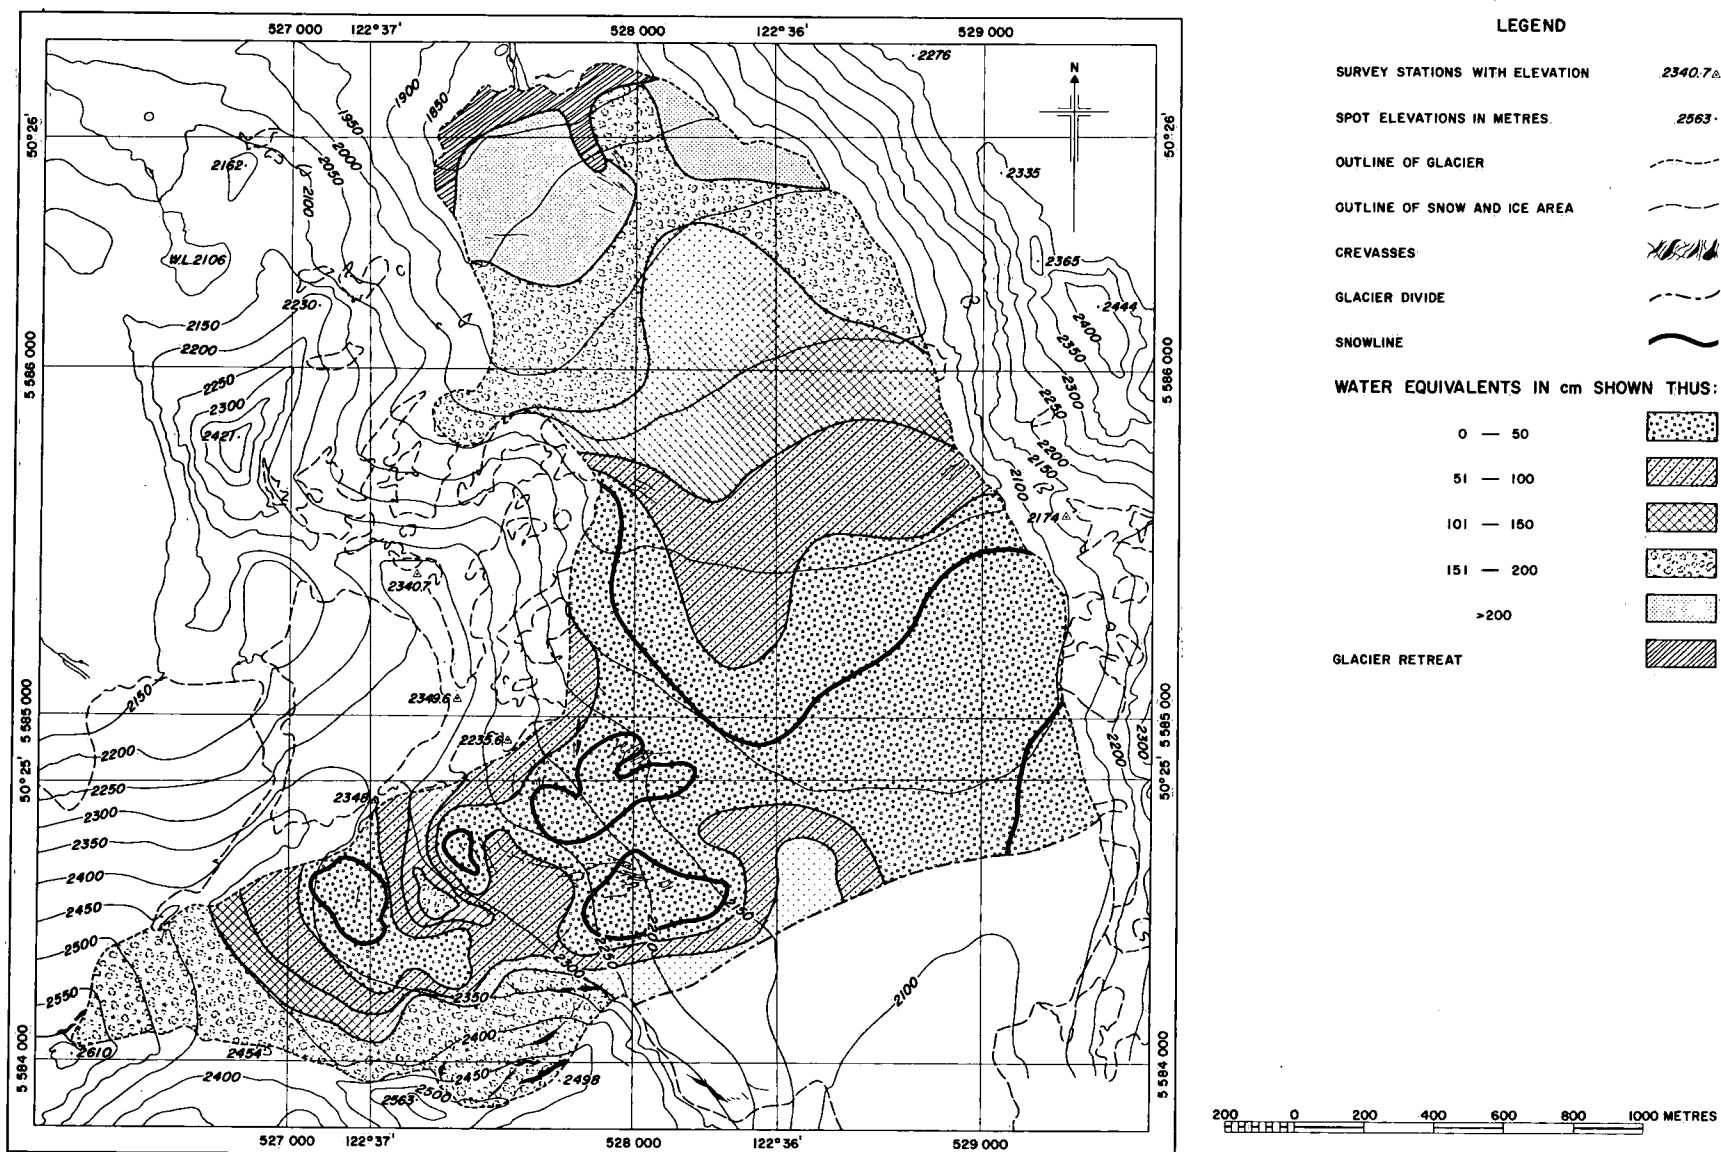 527 000 122°37' 528 000 122°36' 529 000
LEGEND
SURVEY STATIONS WITH ELEVATION 2340.7
SPOT ELEVATIONS IN METRES 2563
OUTLINE OF GLACIER
OUTLINE OF SNOW AND ICE AREA
CREVASSES
GLACIER DIVIDE
SNOWLINE
WATER EQUIVALENTS IN cm SHOWN THUS:
0 — 50
51 — 100
101 — 150
151 — 200
>200
GLACIER RETREAT
200 0 200 400 600 800 1000 METRES
N
50°26'
50°26'
5 586 000
5 586 000
5 585 000
5 585 000
50°25'
50°25'
5 584 000
5 584 000
2276
1900
1850
1950
2000
2050
2100
2162
2335
W.L.2106
2365
2230
2444
2400
2350
2300
2250
2200
2150
2100
2150
2200
2250
2300
2427
2174
2340.7
2349.6
2235.6
2348
2150
2200
2250
2300
2350
2400
2450
2500
2550
2610
2454
2400
2563
2500
2450
2400
2350
2300
2250
2200
2150
2498
2100
2200
2300
527 000 122°37' 528 000 122°36' 529 000